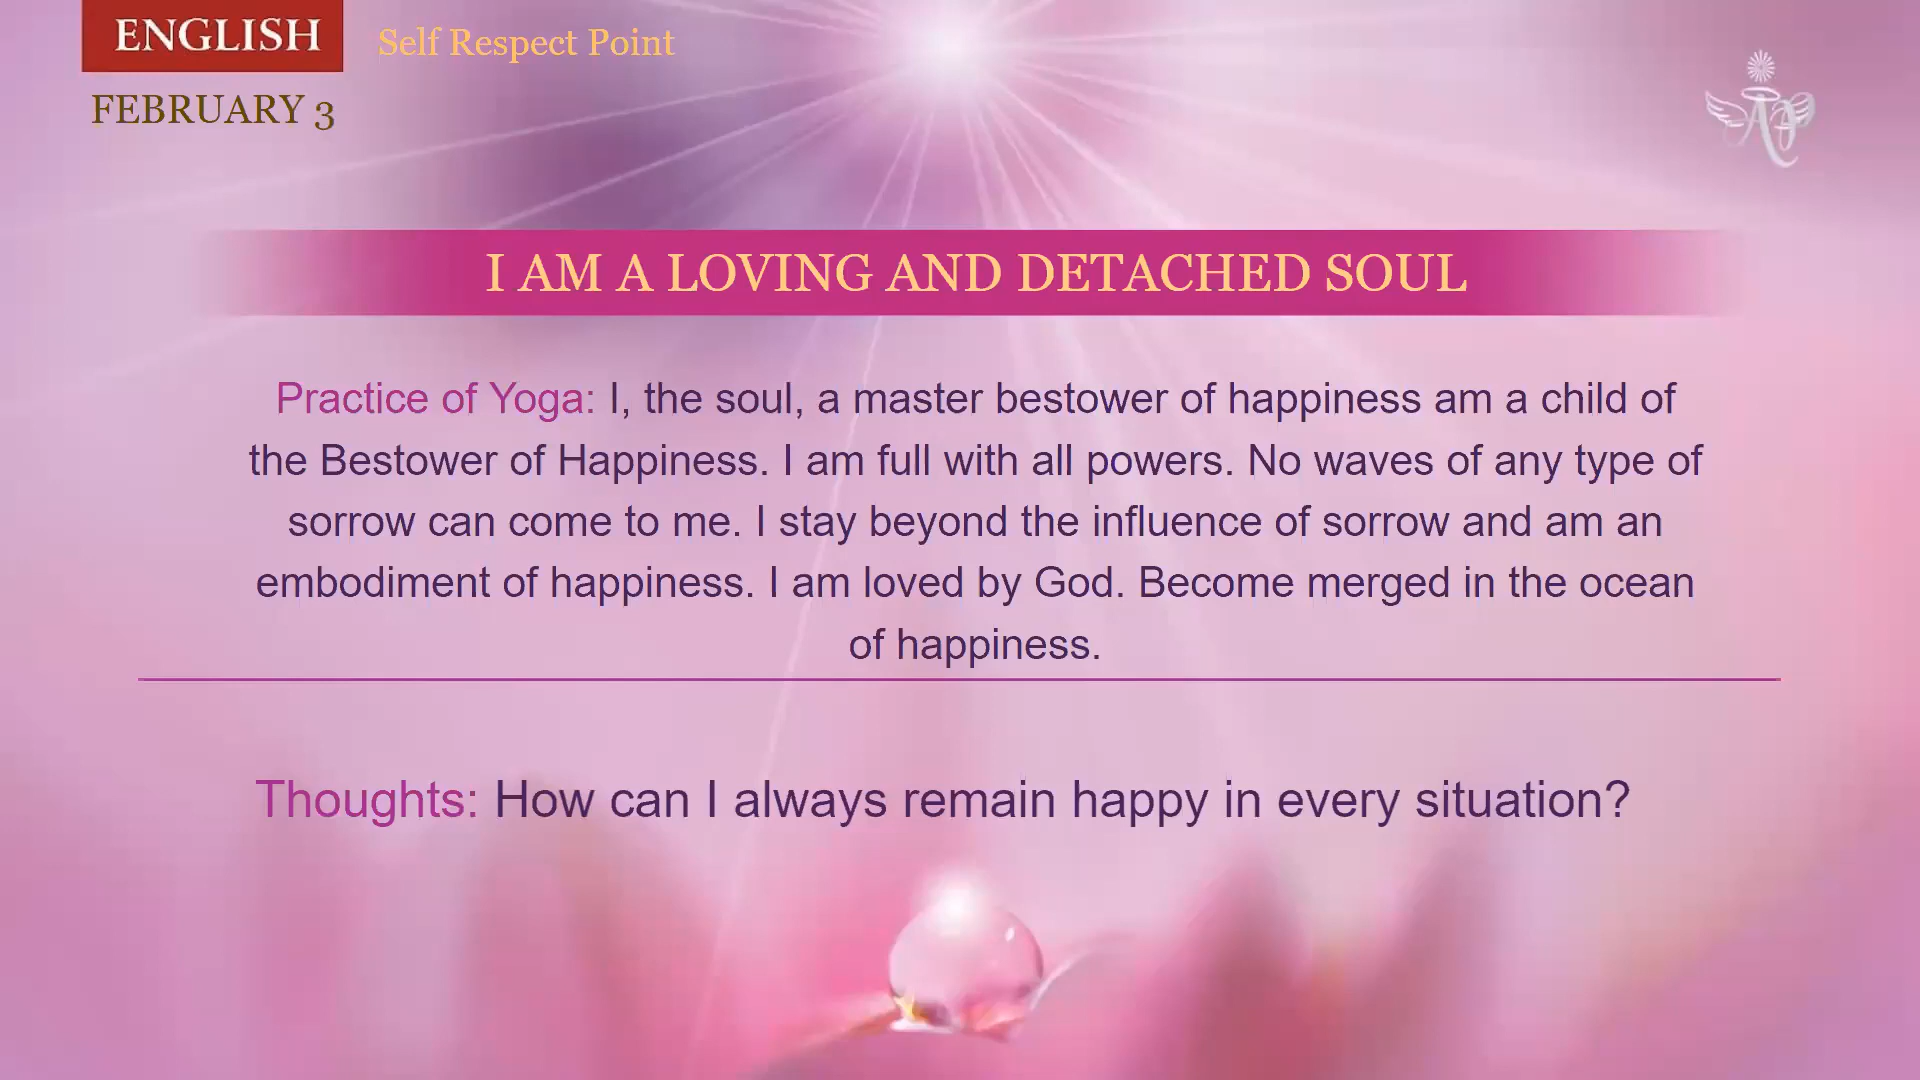 ENGLISH
Self Respect Point
FEBRUARY 3
I AM A LOVING AND DETACHED SOUL
Practice of Yoga: I, the soul, a master bestower of happiness am a child of
the Bestower of Happiness. I am full with all powers. No waves of any type of
sorrow can come to me. I stay beyond the influence of sorrow and am an
embodiment of happiness. I am loved by God. Become merged in the ocean
of happiness.
Thoughts: How can I always remain happy in every situation?